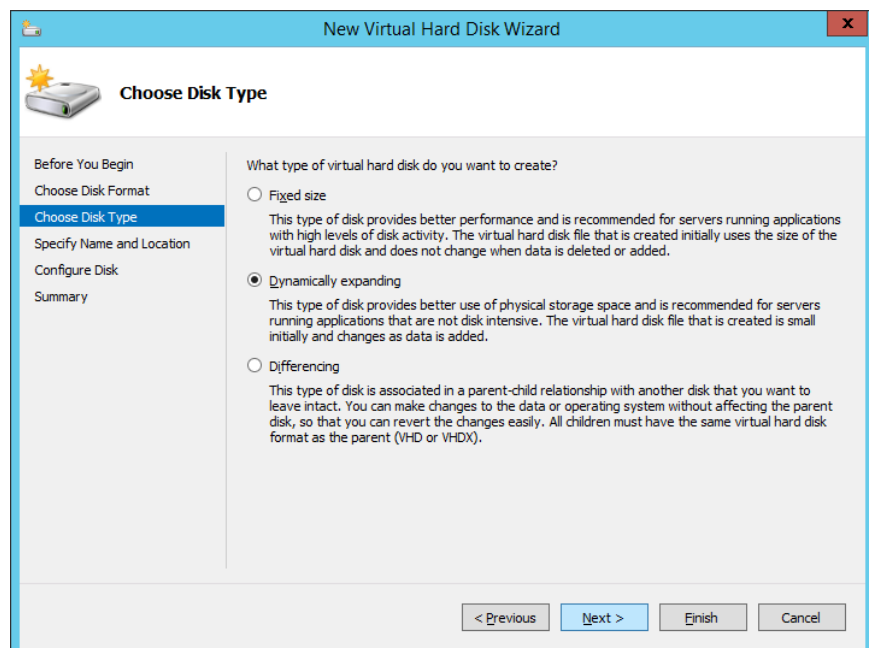 New Virtual Hard Disk Wizard
x
Choose Disk Type
Before You Begin
Choose Disk Format
Choose Disk Type
Specify Name and Location
Configure Disk
Summary
What type of virtual hard disk do you want to create?
Fixed size
This type of disk provides better performance and is recommended for servers running applications
with high levels of disk activity. The virtual hard disk file that is created initially uses the size of the
virtual hard disk and does not change when data is deleted or added.
Dynamically expanding
This type of disk provides better use of physical storage space and is recommended for servers
running applications that are not disk intensive. The virtual hard disk file that is created is small
initially and changes as data is added.
Differencing
This type of disk is associated in a parent-child relationship with another disk that you want to
leave intact. You can make changes to the data or operating system without affecting the parent
disk, so that you can revert the changes easily. All children must have the same virtual hard disk
format as the parent (VHD or VHDX).
< Previous
Next >
Finish
Cancel